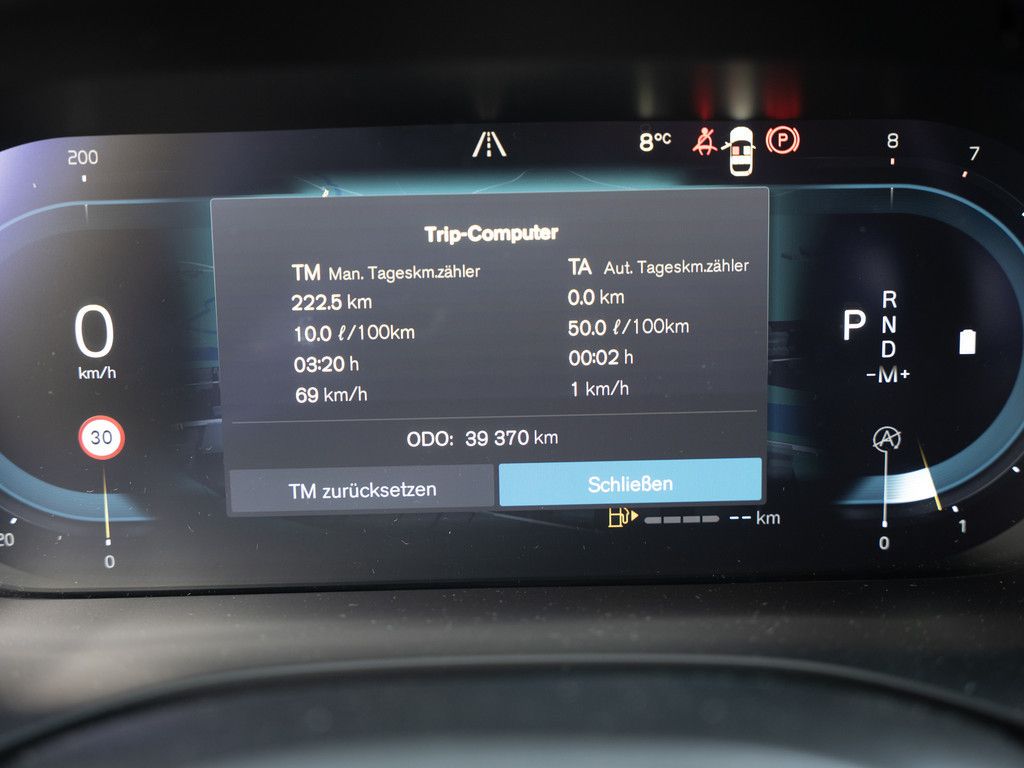 200
8°C
P
8
7
Trip-Computer
TM Man. Tageskm.zähler
222.5 km
10.0 ℓ/100km
03:20 h
69 km/h
TA Aut. Tageskm.zähler
0.0 km
50.0 ℓ/100km
00:02 h
1 km/h
ODO: 39 370 km
TM zurücksetzen
Schließen
0
km/h
30
P
R
N
D
-M+
A
-- km
20
0
0
1